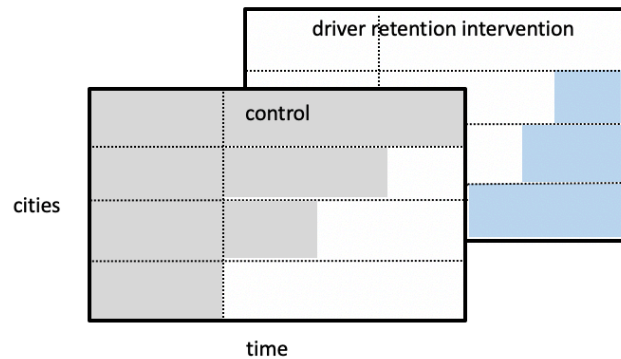 driver retention intervention
control
cities
time